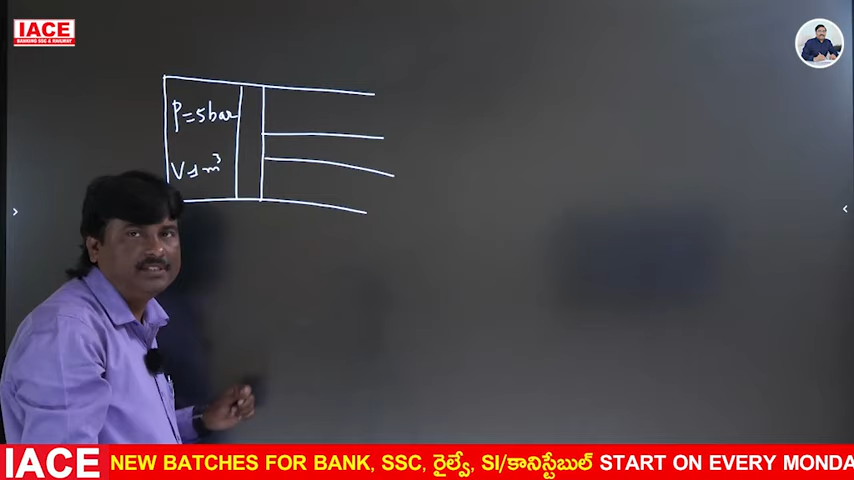 IACE
BANKING SSC & RAILWAY
P=5bar
V=1m³
IACE
NEW BATCHES FOR BANK, SSC, రైల్వే, SI/కానిస్టేబుల్ START ON EVERY MONDA